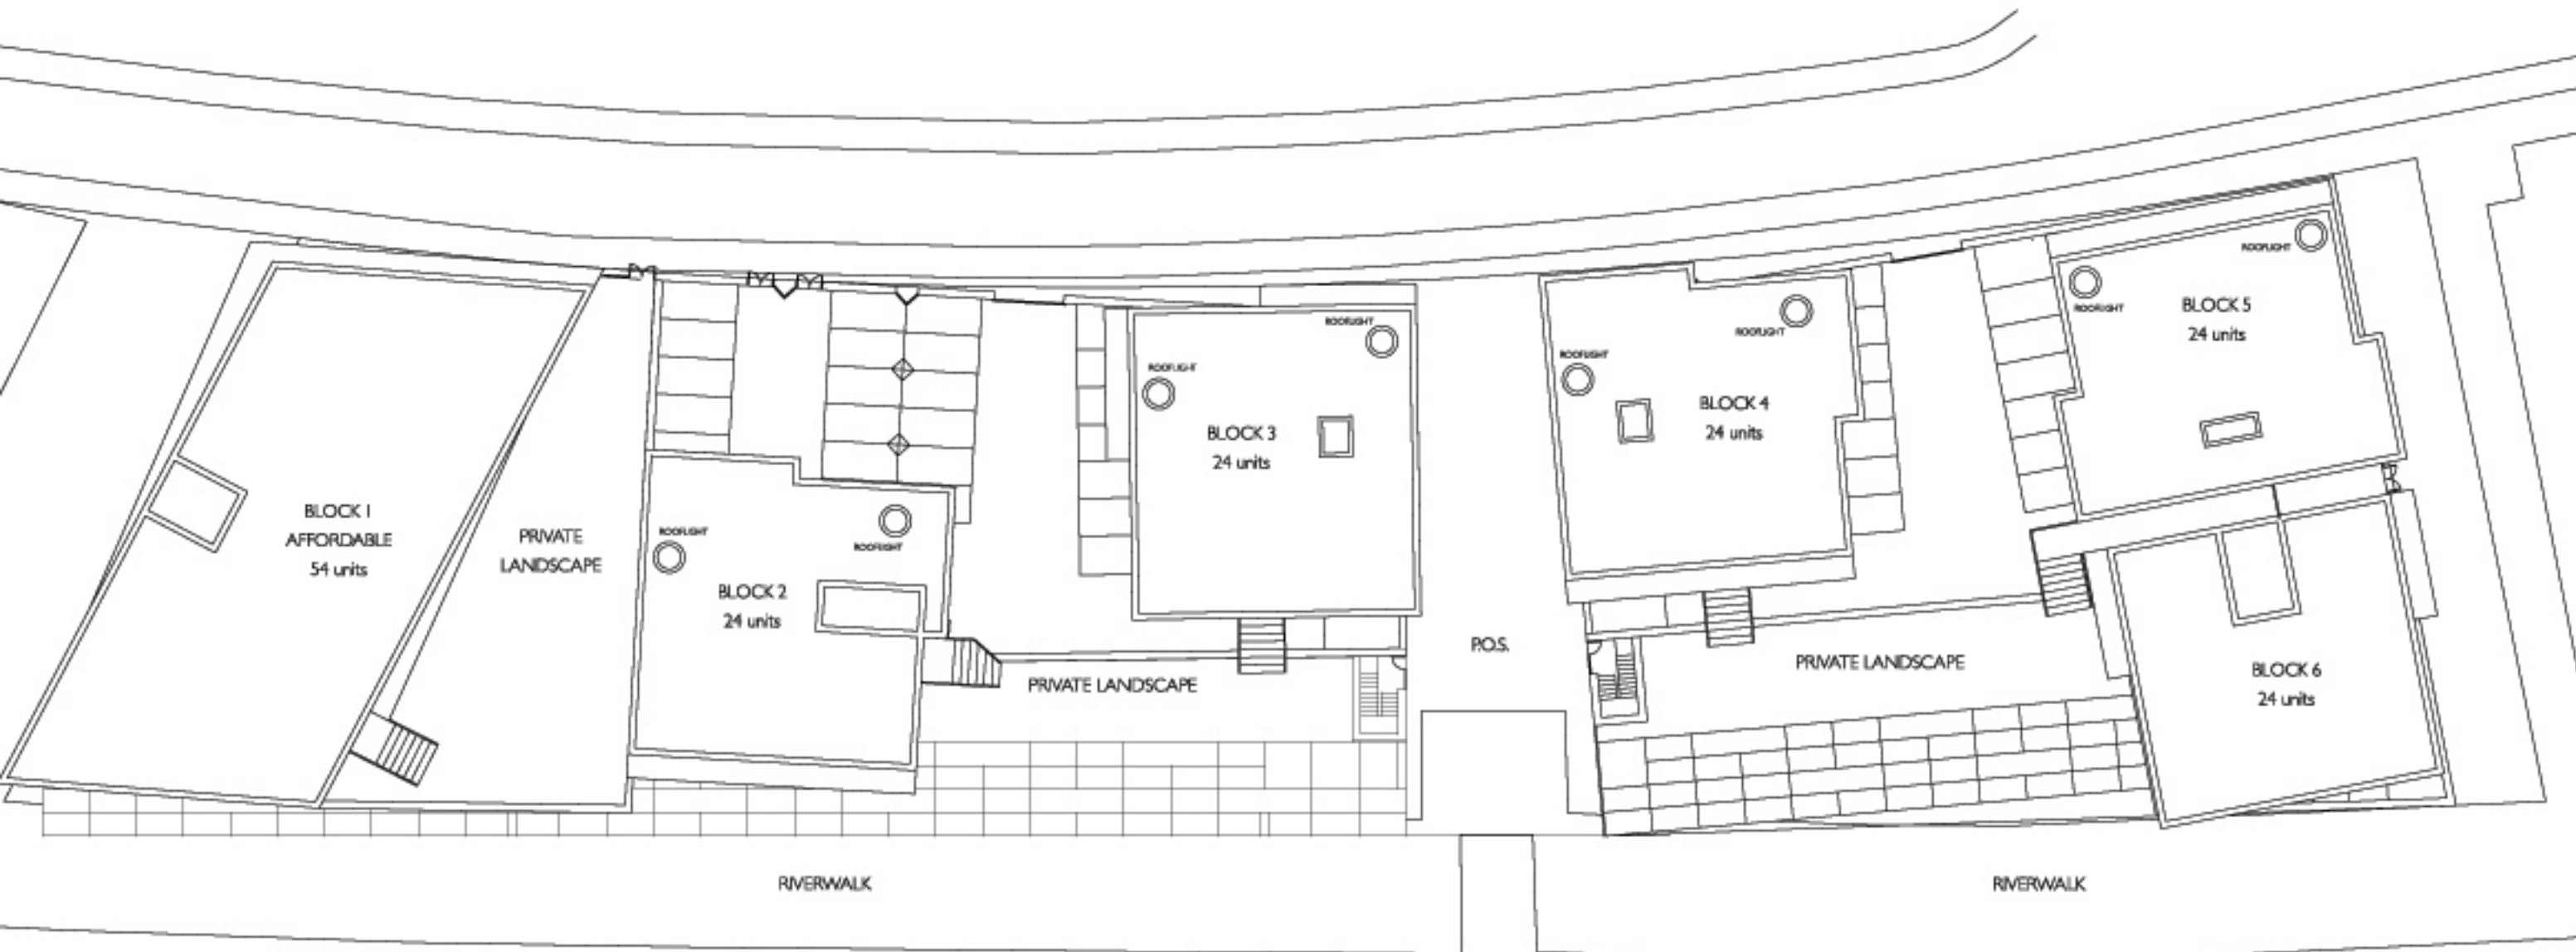 BLOCK 1
AFFORDABLE
54 units
PRIVATE
LANDSCAPE
ROOFLIGHT
ROOFLIGHT
BLOCK 2
24 units
ROOFLIGHT
ROOFLIGHT
BLOCK 3
24 units
PRIVATE LANDSCAPE
P.O.S.
ROOFLIGHT
ROOFLIGHT
BLOCK 4
24 units
PRIVATE LANDSCAPE
ROOFLIGHT
ROOFLIGHT
BLOCK 5
24 units
BLOCK 6
24 units
RIVERWALK
RIVERWALK